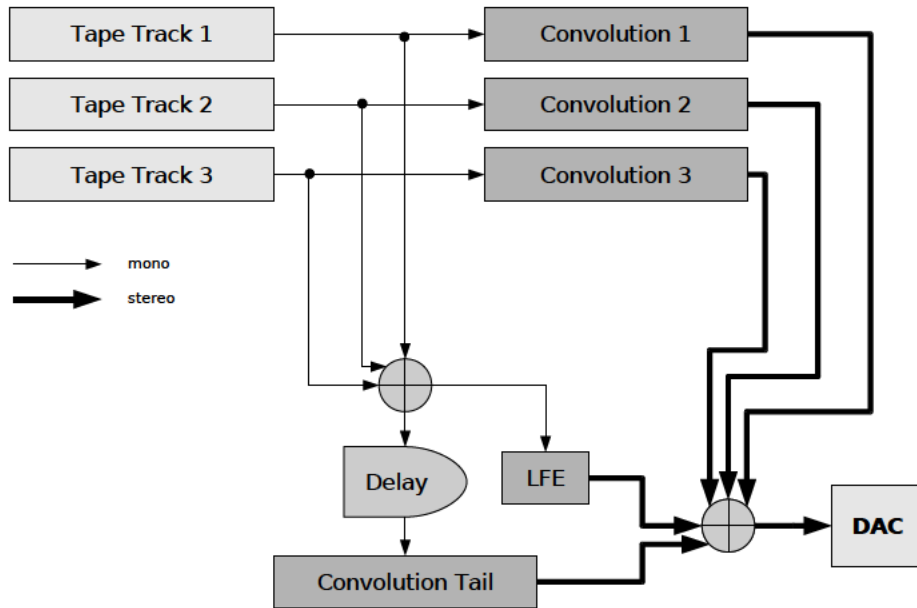 Tape Track 1
Convolution 1
Tape Track 2
Convolution 2
Tape Track 3
Convolution 3
mono
stereo
Delay
LFE
DAC
Convolution Tail